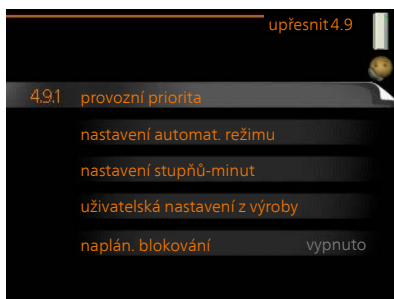 upřesnit 4.9
4.9.1 provozní priorita
nastavení automat. režimu
nastavení stupňů-minut
uživatelská nastavení z výroby
naplán. blokování vypnuto